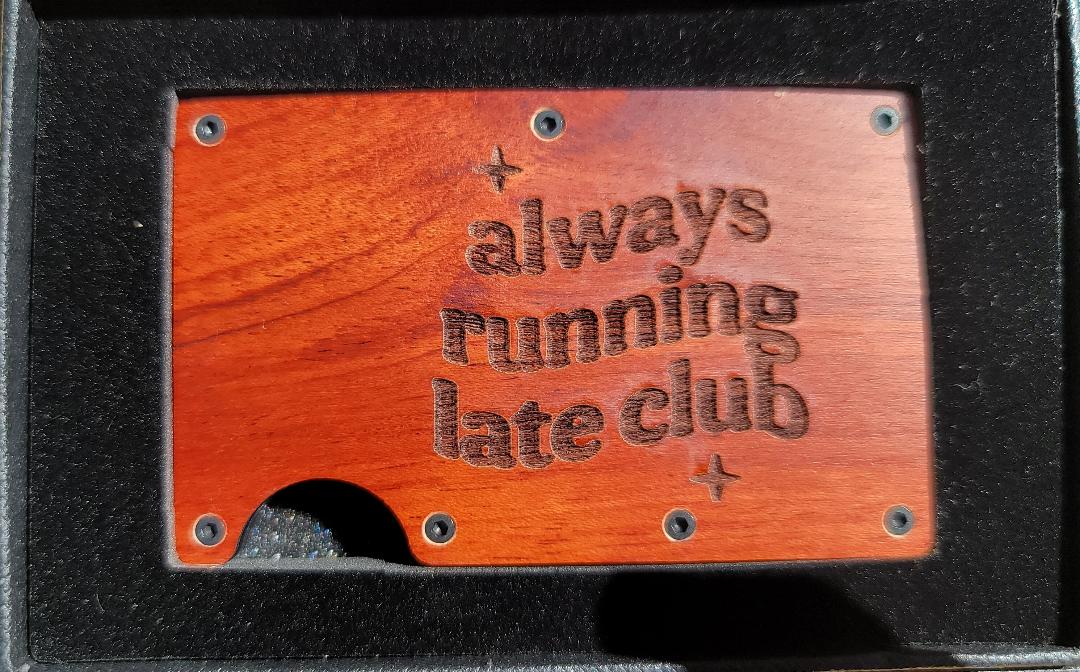 always
running
late club